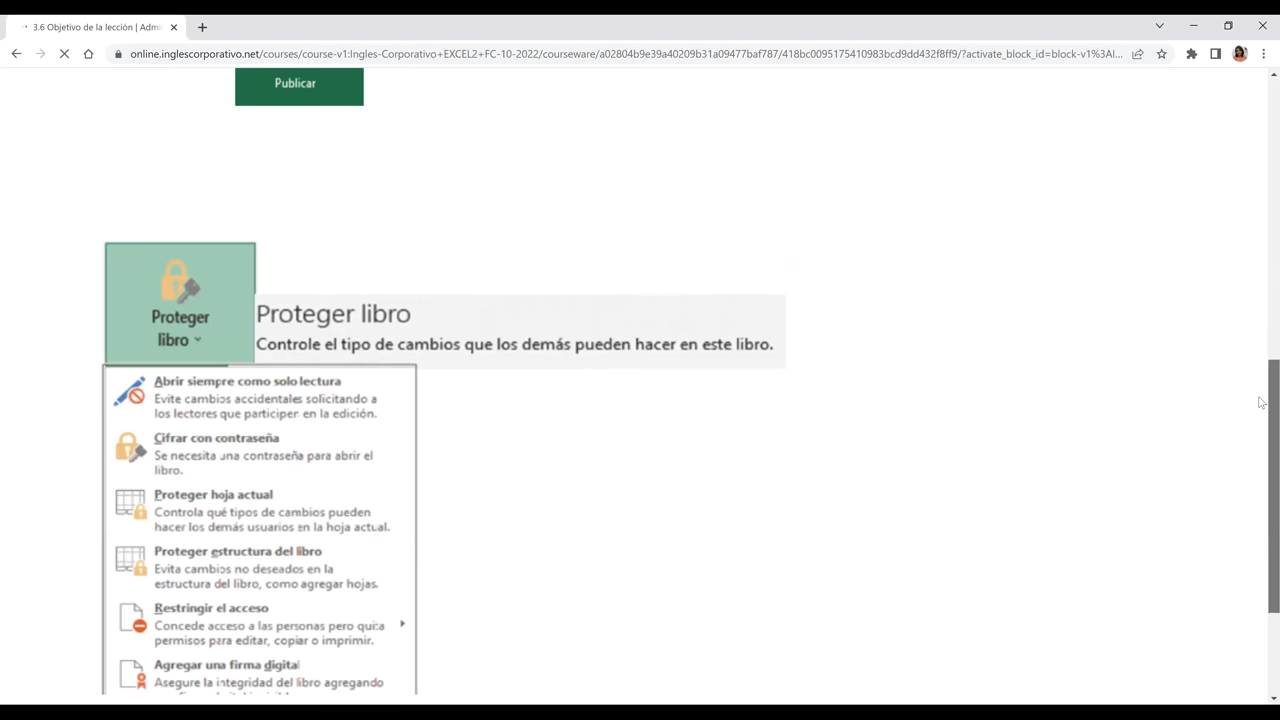 3.6 Objetivo de la lección | Admi
online.inglescorporativo.net/courses/course-v1:Ingles-Corporativo+EXCEL2+FC-10-2022/courseware/a02804b9e39a40209b31a09477baf787/418bc0095175410983bcd9dd432f8ff9/?activate_block_id=block-v1%3AI...
Publicar
Proteger
libro
Proteger libro
Controle el tipo de cambios que los demás pueden hacer en este libro.
Abrir siempre como solo lectura
Evite cambios accidentales solicitando a
los lectores que participen en la edición.
Cifrar con contraseña
Se necesita una contraseña para abrir el
libro.
Proteger hoja actual
Controla qué tipos de cambios pueden
hacer los demás usuarios en la hoja actual.
Proteger estructura del libro
Evita cambios no deseados en la
estructura del libro, como agregar hojas.
Restringir el acceso
Concede acceso a las personas pero quita
permisos para editar, copiar o imprimir.
Agregar una firma digital
Asegure la integridad del libro agregando